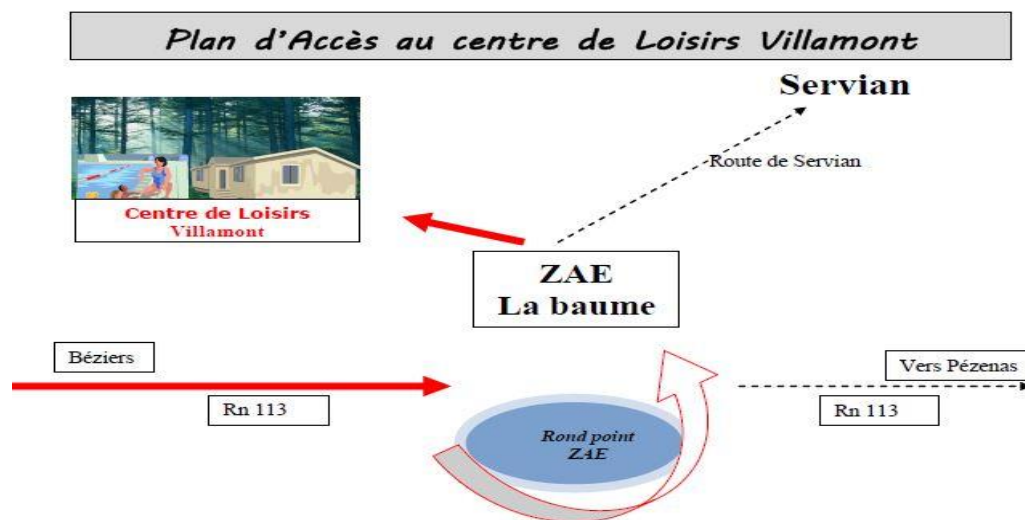 Plan d'Accès au centre de Loisirs Villamont
Servian
Route de Servian
Centre de Loisirs
Villamont
ZAE
La baume
Béziers
Vers Pézenas
Rn 113
Rn 113
Rond point
ZAE